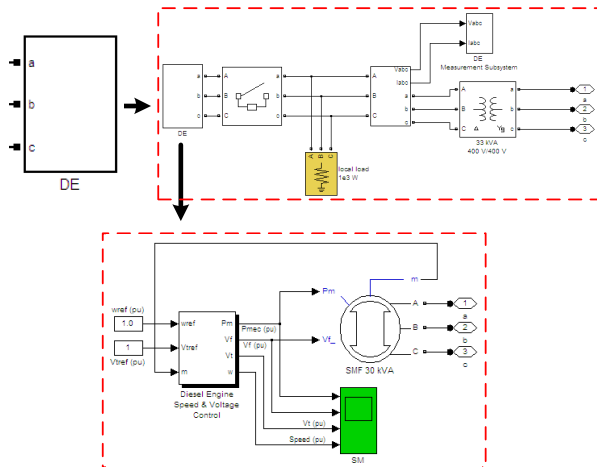 a
b
c
DE
a
b
c
DE
A
B
C
a
b
c
A B C
local load
1e3 W
A
B
C
Vabc
Iabc
a
b
c
Vabc
Iabc
DE
Measurement Subsystem
A
B
C
a
b
c
Δ Yg
33 kVA
400 V/400 V
1
a
2
b
3
c
wref (pu)
1.0
1
Vtref (pu)
wref
Vtref
m
Pm
Vf
Vt
w
Diesel Engine
Speed & Voltage
Control
Pmec (pu)
Vf (pu)
Vt (pu)
Speed (pu)
SM
Pm
Vf_
m
A
B
C
SMF 30 kVA
1
a
2
b
3
c